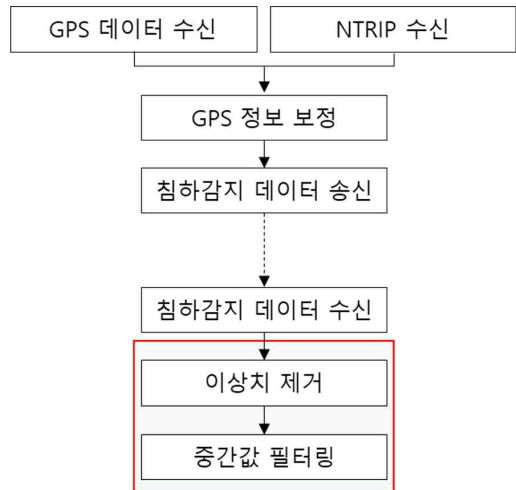 GPS 데이터 수신
NTRIP 수신
GPS 정보 보정
침하감지 데이터 송신
침하감지 데이터 수신
이상치 제거
중간값 필터링